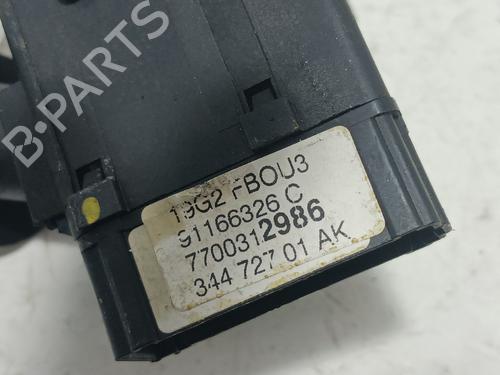 19G2 FBOU3
91166326 C
7700312986
344 727 01 AK
B-PARTS